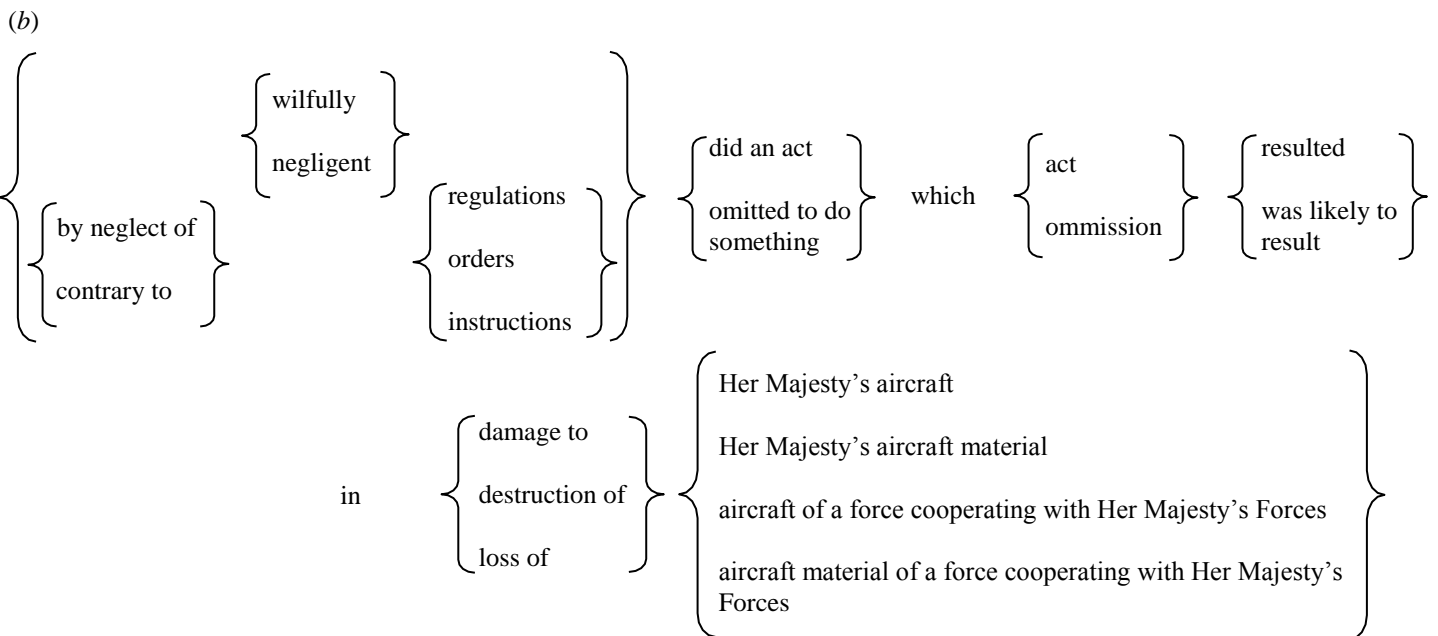 (b)
wilfully
negligent
by neglect of
contrary to
regulations
orders
instructions
did an act
omitted to do
something
which
act
ommission
resulted
was likely to
result
in
damage to
destruction of
loss of
Her Majesty’s aircraft
Her Majesty’s aircraft material
aircraft of a force cooperating with Her Majesty’s Forces
aircraft material of a force cooperating with Her Majesty’s
Forces